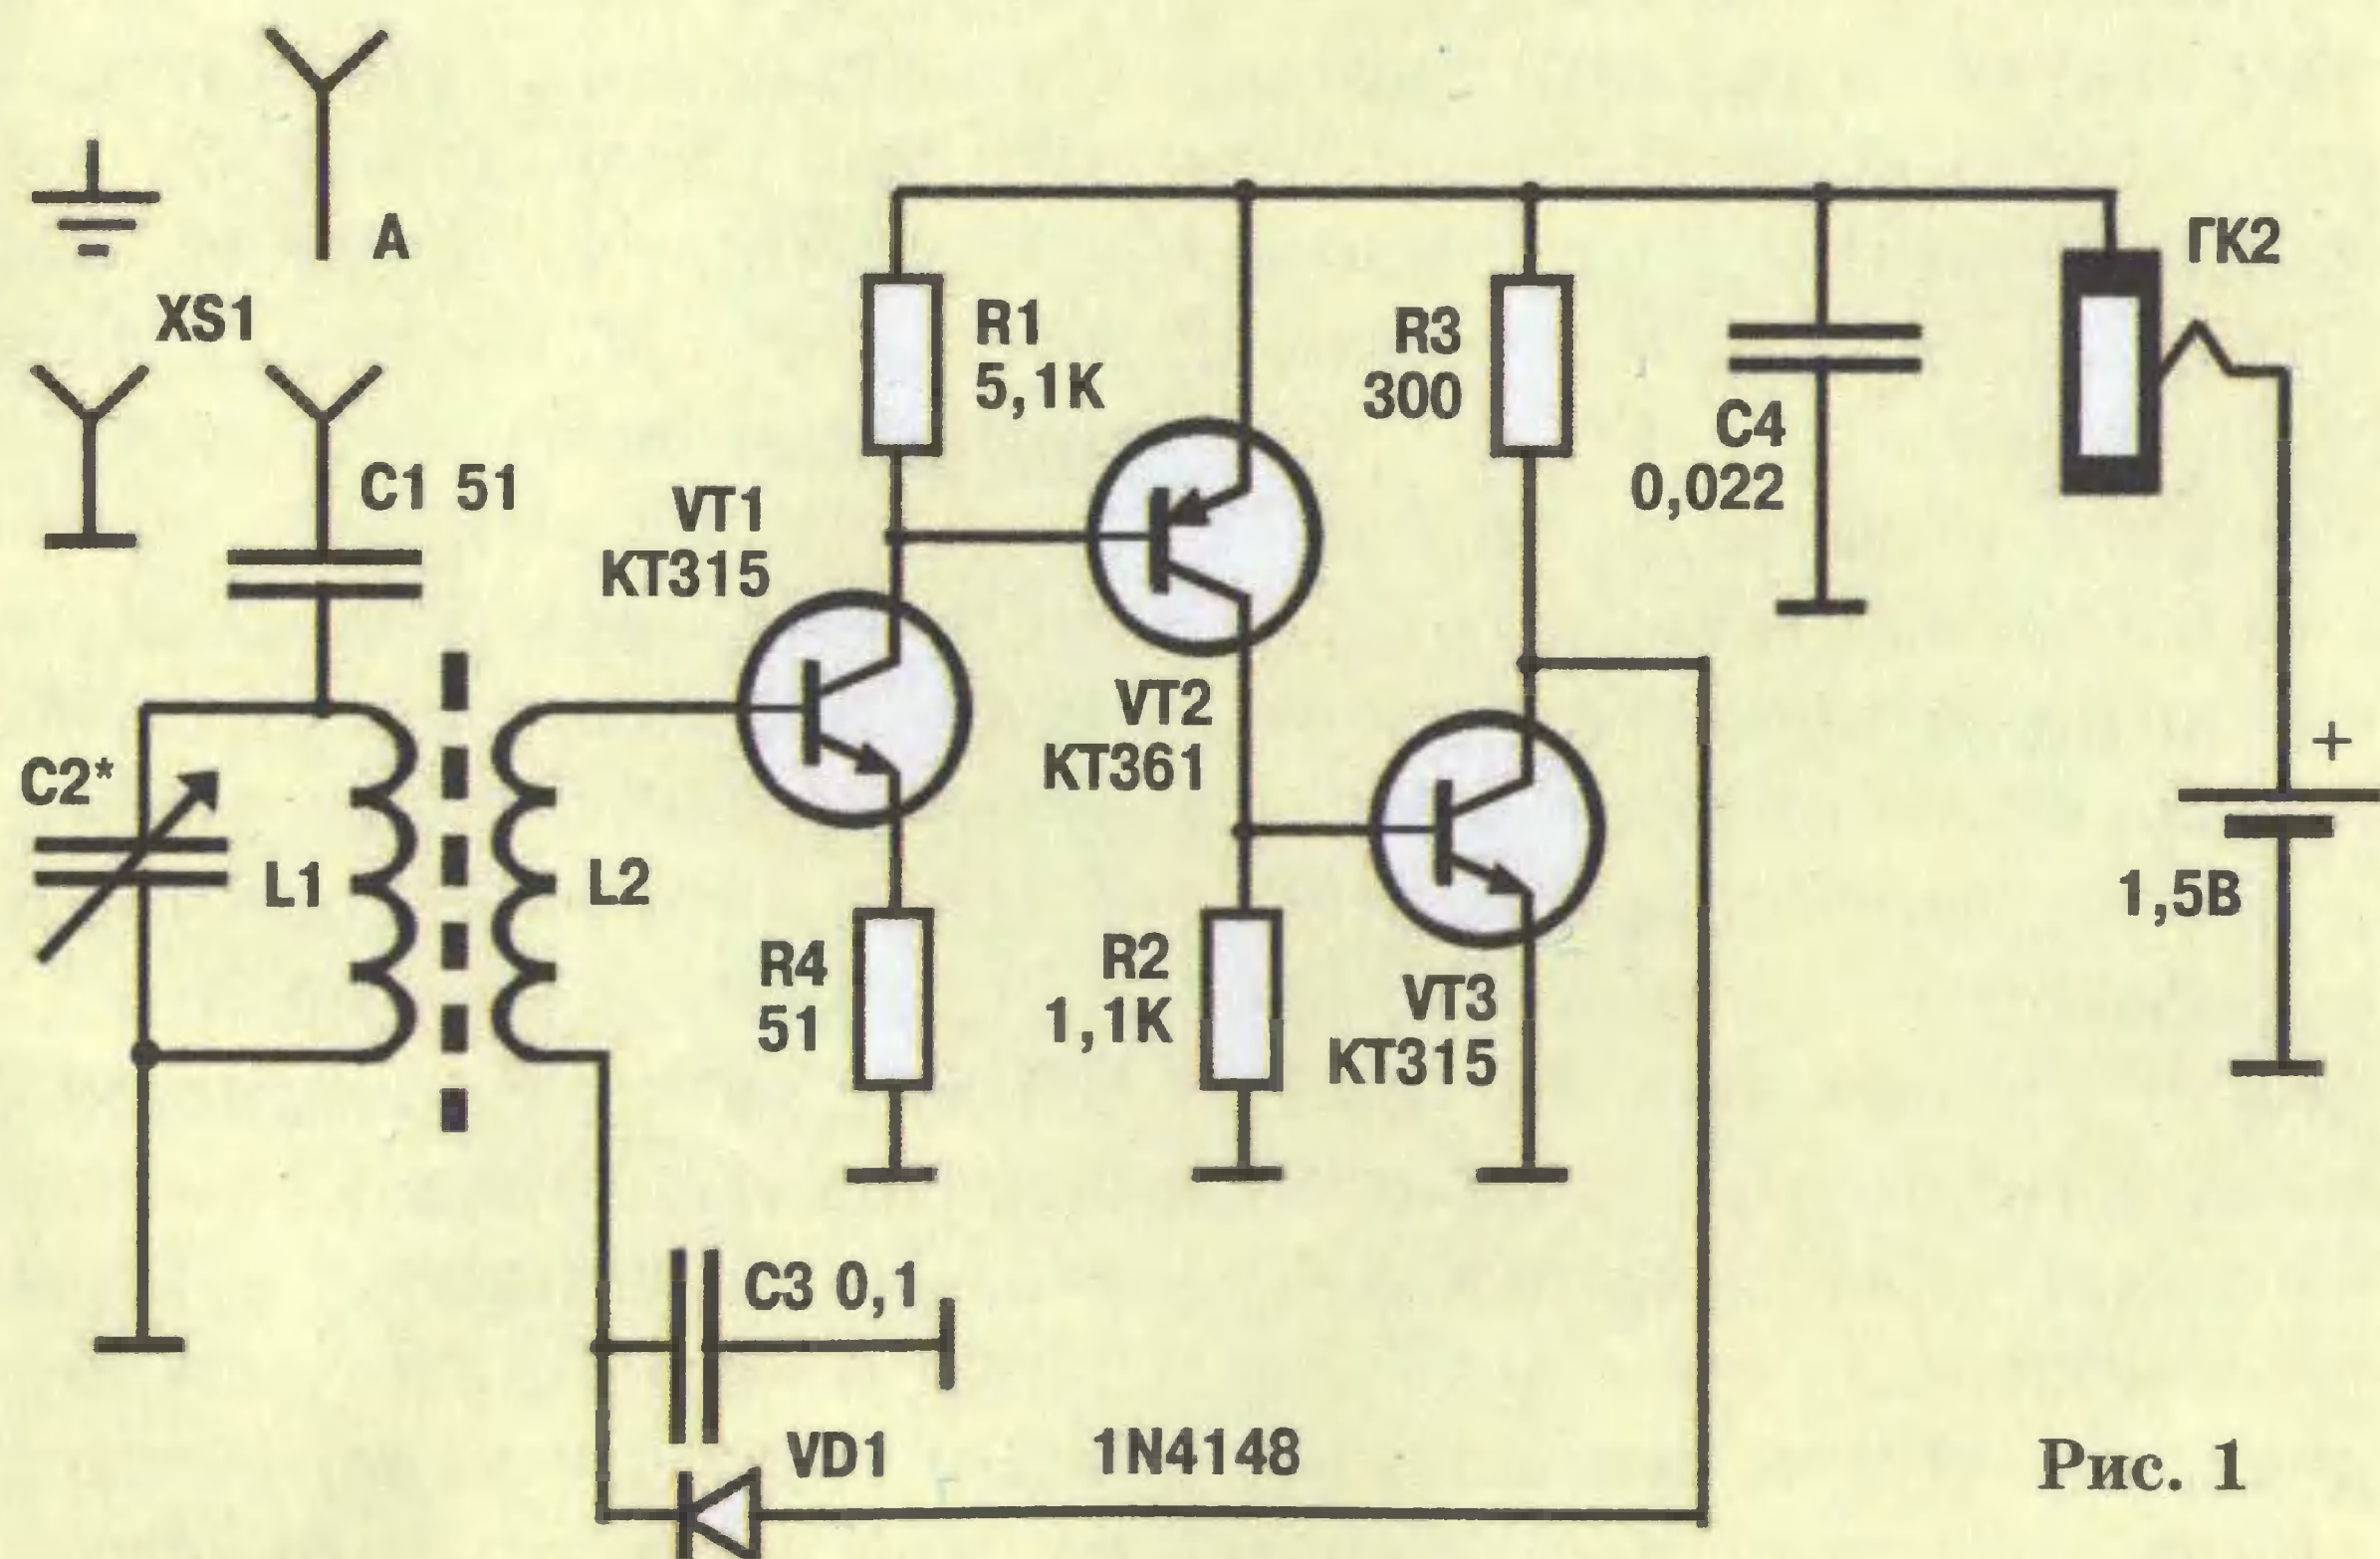 А
XS1
ГК2
R1
5,1K
R3
300
C4
0,022
C1 51
VT1
KT315
C2*
L1
L2
VT2
KT361
+
1,5В
R4
51
R2
1,1K
VT3
KT315
C3 0,1
VD1
1N4148
Рис. 1